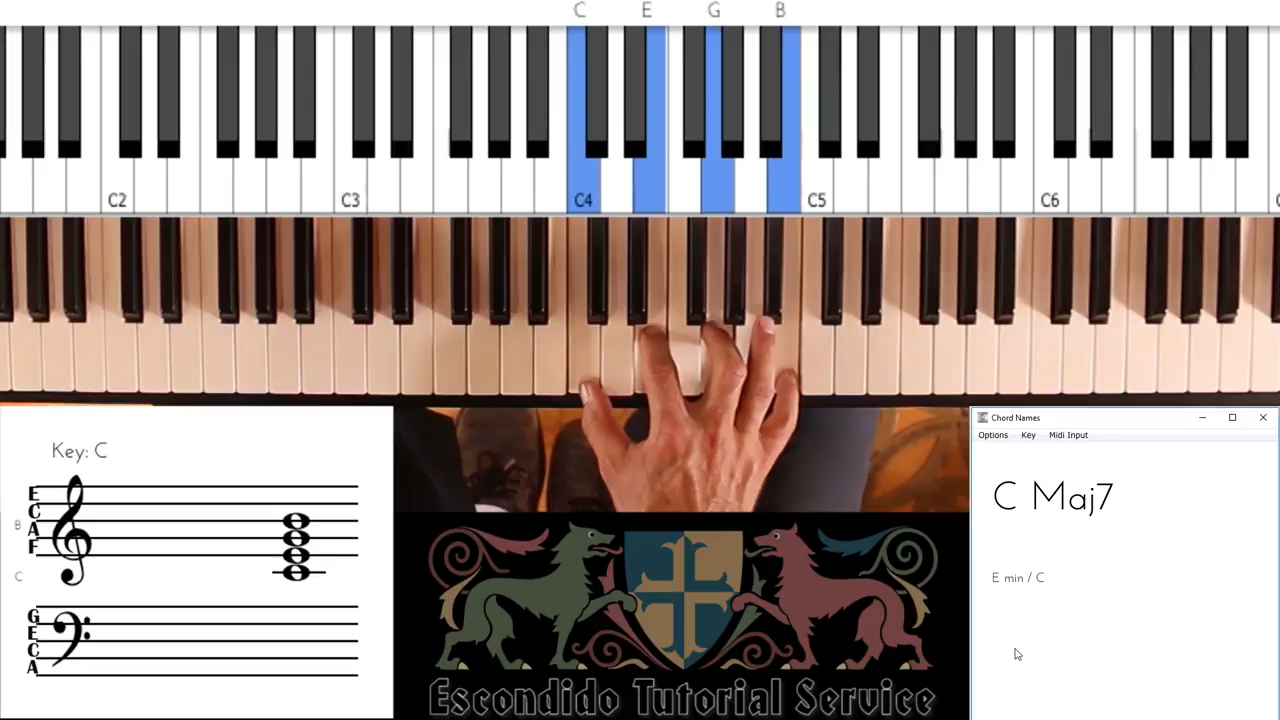 C E G B
C2 C3 C4 C5 C6
Key: C
E
C
B A
F
C
G
E
C
A
Chord Names
Options Key Midi Input
C Maj7
E min / C
Escondido Tutorial Service